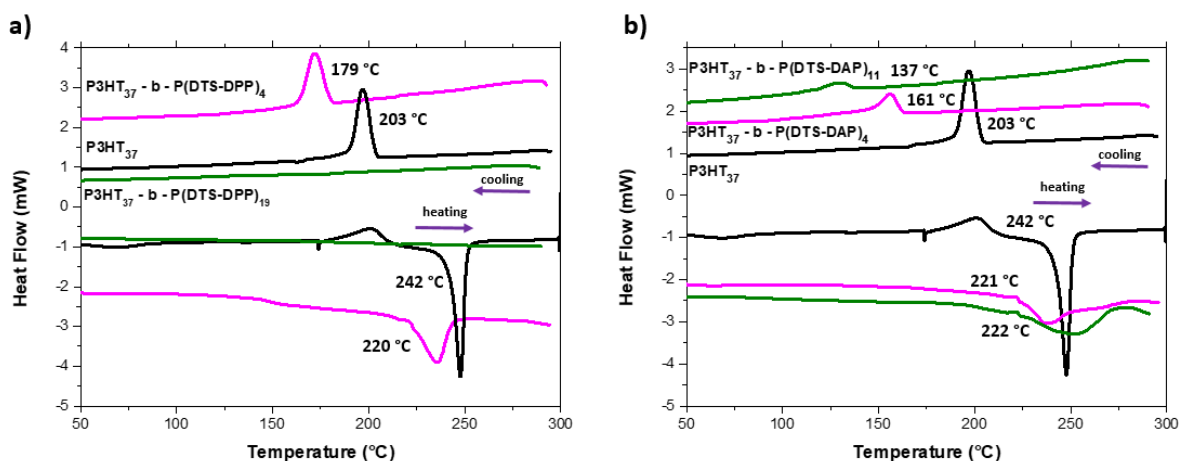 a)
4
3
2
1
0
-1
-2
-3
-4
-5
Heat Flow (mW)
P3HT37 - b - P(DTS-DPP)4
179 °C
P3HT37
203 °C
P3HT37 - b - P(DTS-DPP)19
cooling
heating
242 °C
220 °C
50 100 150 200 250 300
Temperature (°C)
b)
4
3
2
1
0
-1
-2
-3
-4
-5
Heat Flow (mW)
P3HT37 - b - P(DTS-DAP)11
137 °C
161 °C
P3HT37 - b - P(DTS-DAP)4
203 °C
P3HT37
cooling
heating
242 °C
221 °C
222 °C
50 100 150 200 250 300
Temperature (°C)